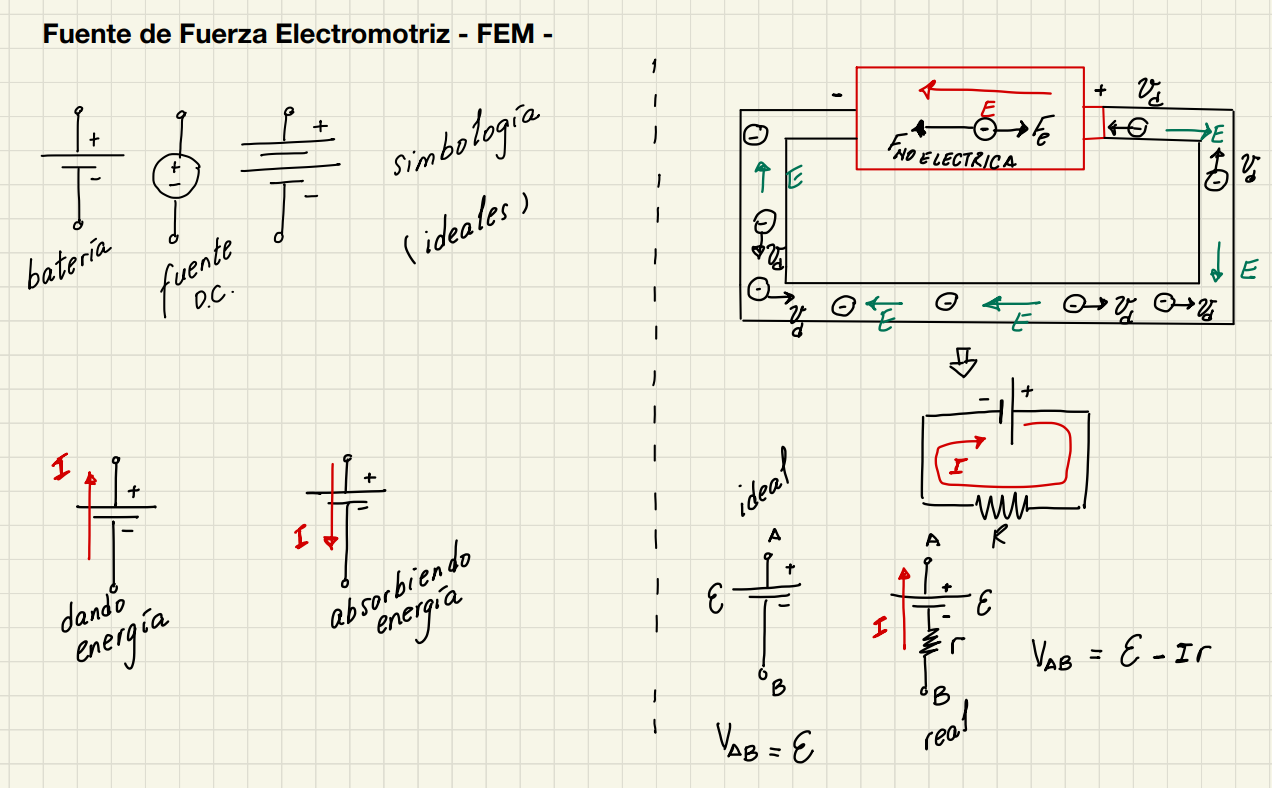 Fuente de Fuerza Electromotriz - FEM -
+
-
batería
+
-
fuente
D.C.
+
-
simbología
(ideales)
I
+
-
dando
energía
I
+
-
absorbiendo
energía
- + v_d
E
F_NO ELECTRICA - F_e
- E
- E - v_d
- v_d E
- v_d - E - E - v_d - v_d
- +
I
R
ideal
A
ε + -
B
V_AB = ε
A
I + - ε
r
B
real
V_AB = ε - Ir